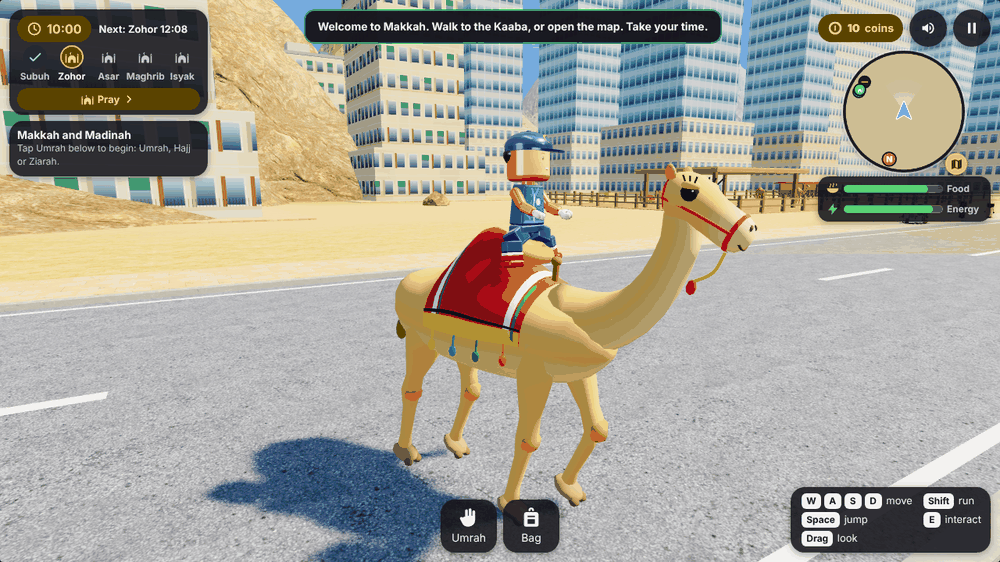 10:00
Next: Zohor 12:08
Subuh Zohor Asar Maghrib Isyak
Pray
Makkah and Madinah
Tap Umrah below to begin: Umrah, Hajj
or Ziarah.
Welcome to Makkah. Walk to the Kaaba, or open the map. Take your time.
10 coins
N
Food
Energy
Umrah
Bag
W A S D move Shift run
Space jump E interact
Drag look